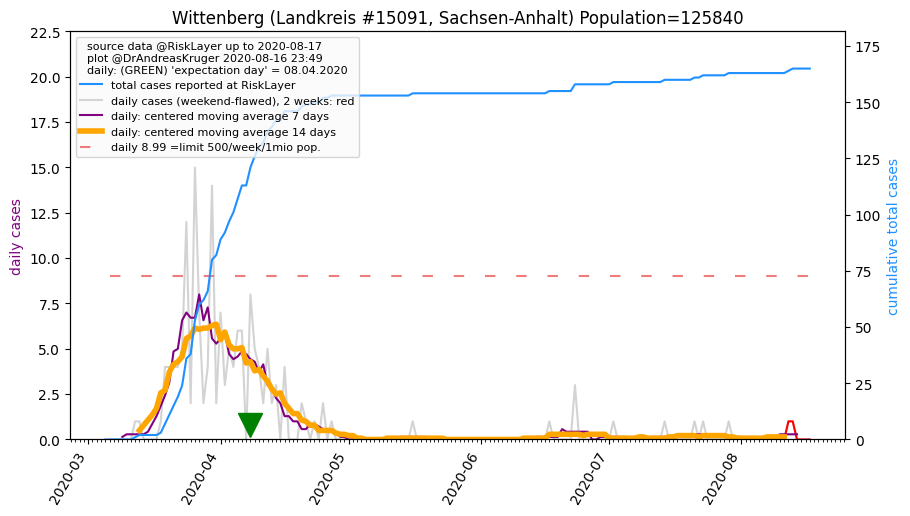 Wittenberg (Landkreis #15091, Sachsen-Anhalt) Population=125840
source data @RiskLayer up to 2020-08-17
plot @DrAndreasKruger 2020-08-16 23:49
daily: (GREEN) 'expectation day' = 08.04.2020
total cases reported at RiskLayer
daily cases (weekend-flawed), 2 weeks: red
daily: centered moving average 7 days
daily: centered moving average 14 days
daily 8.99 =limit 500/week/1mio pop.
daily cases
22.5
20.0
17.5
15.0
12.5
10.0
7.5
5.0
2.5
0.0
175
150
125
100
75
50
25
0
cumulative total cases
2020-03
2020-04
2020-05
2020-06
2020-07
2020-08